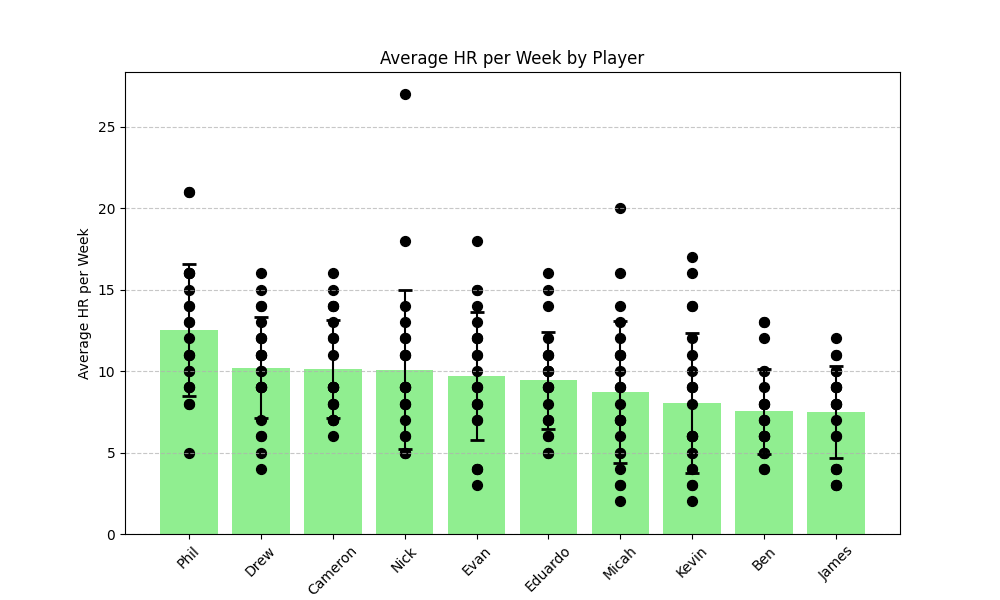 Average HR per Week by Player
Average HR per Week
25
20
15
10
5
0
Phil
Drew
Cameron
Nick
Evan
Eduardo
Micah
Kevin
Ben
James